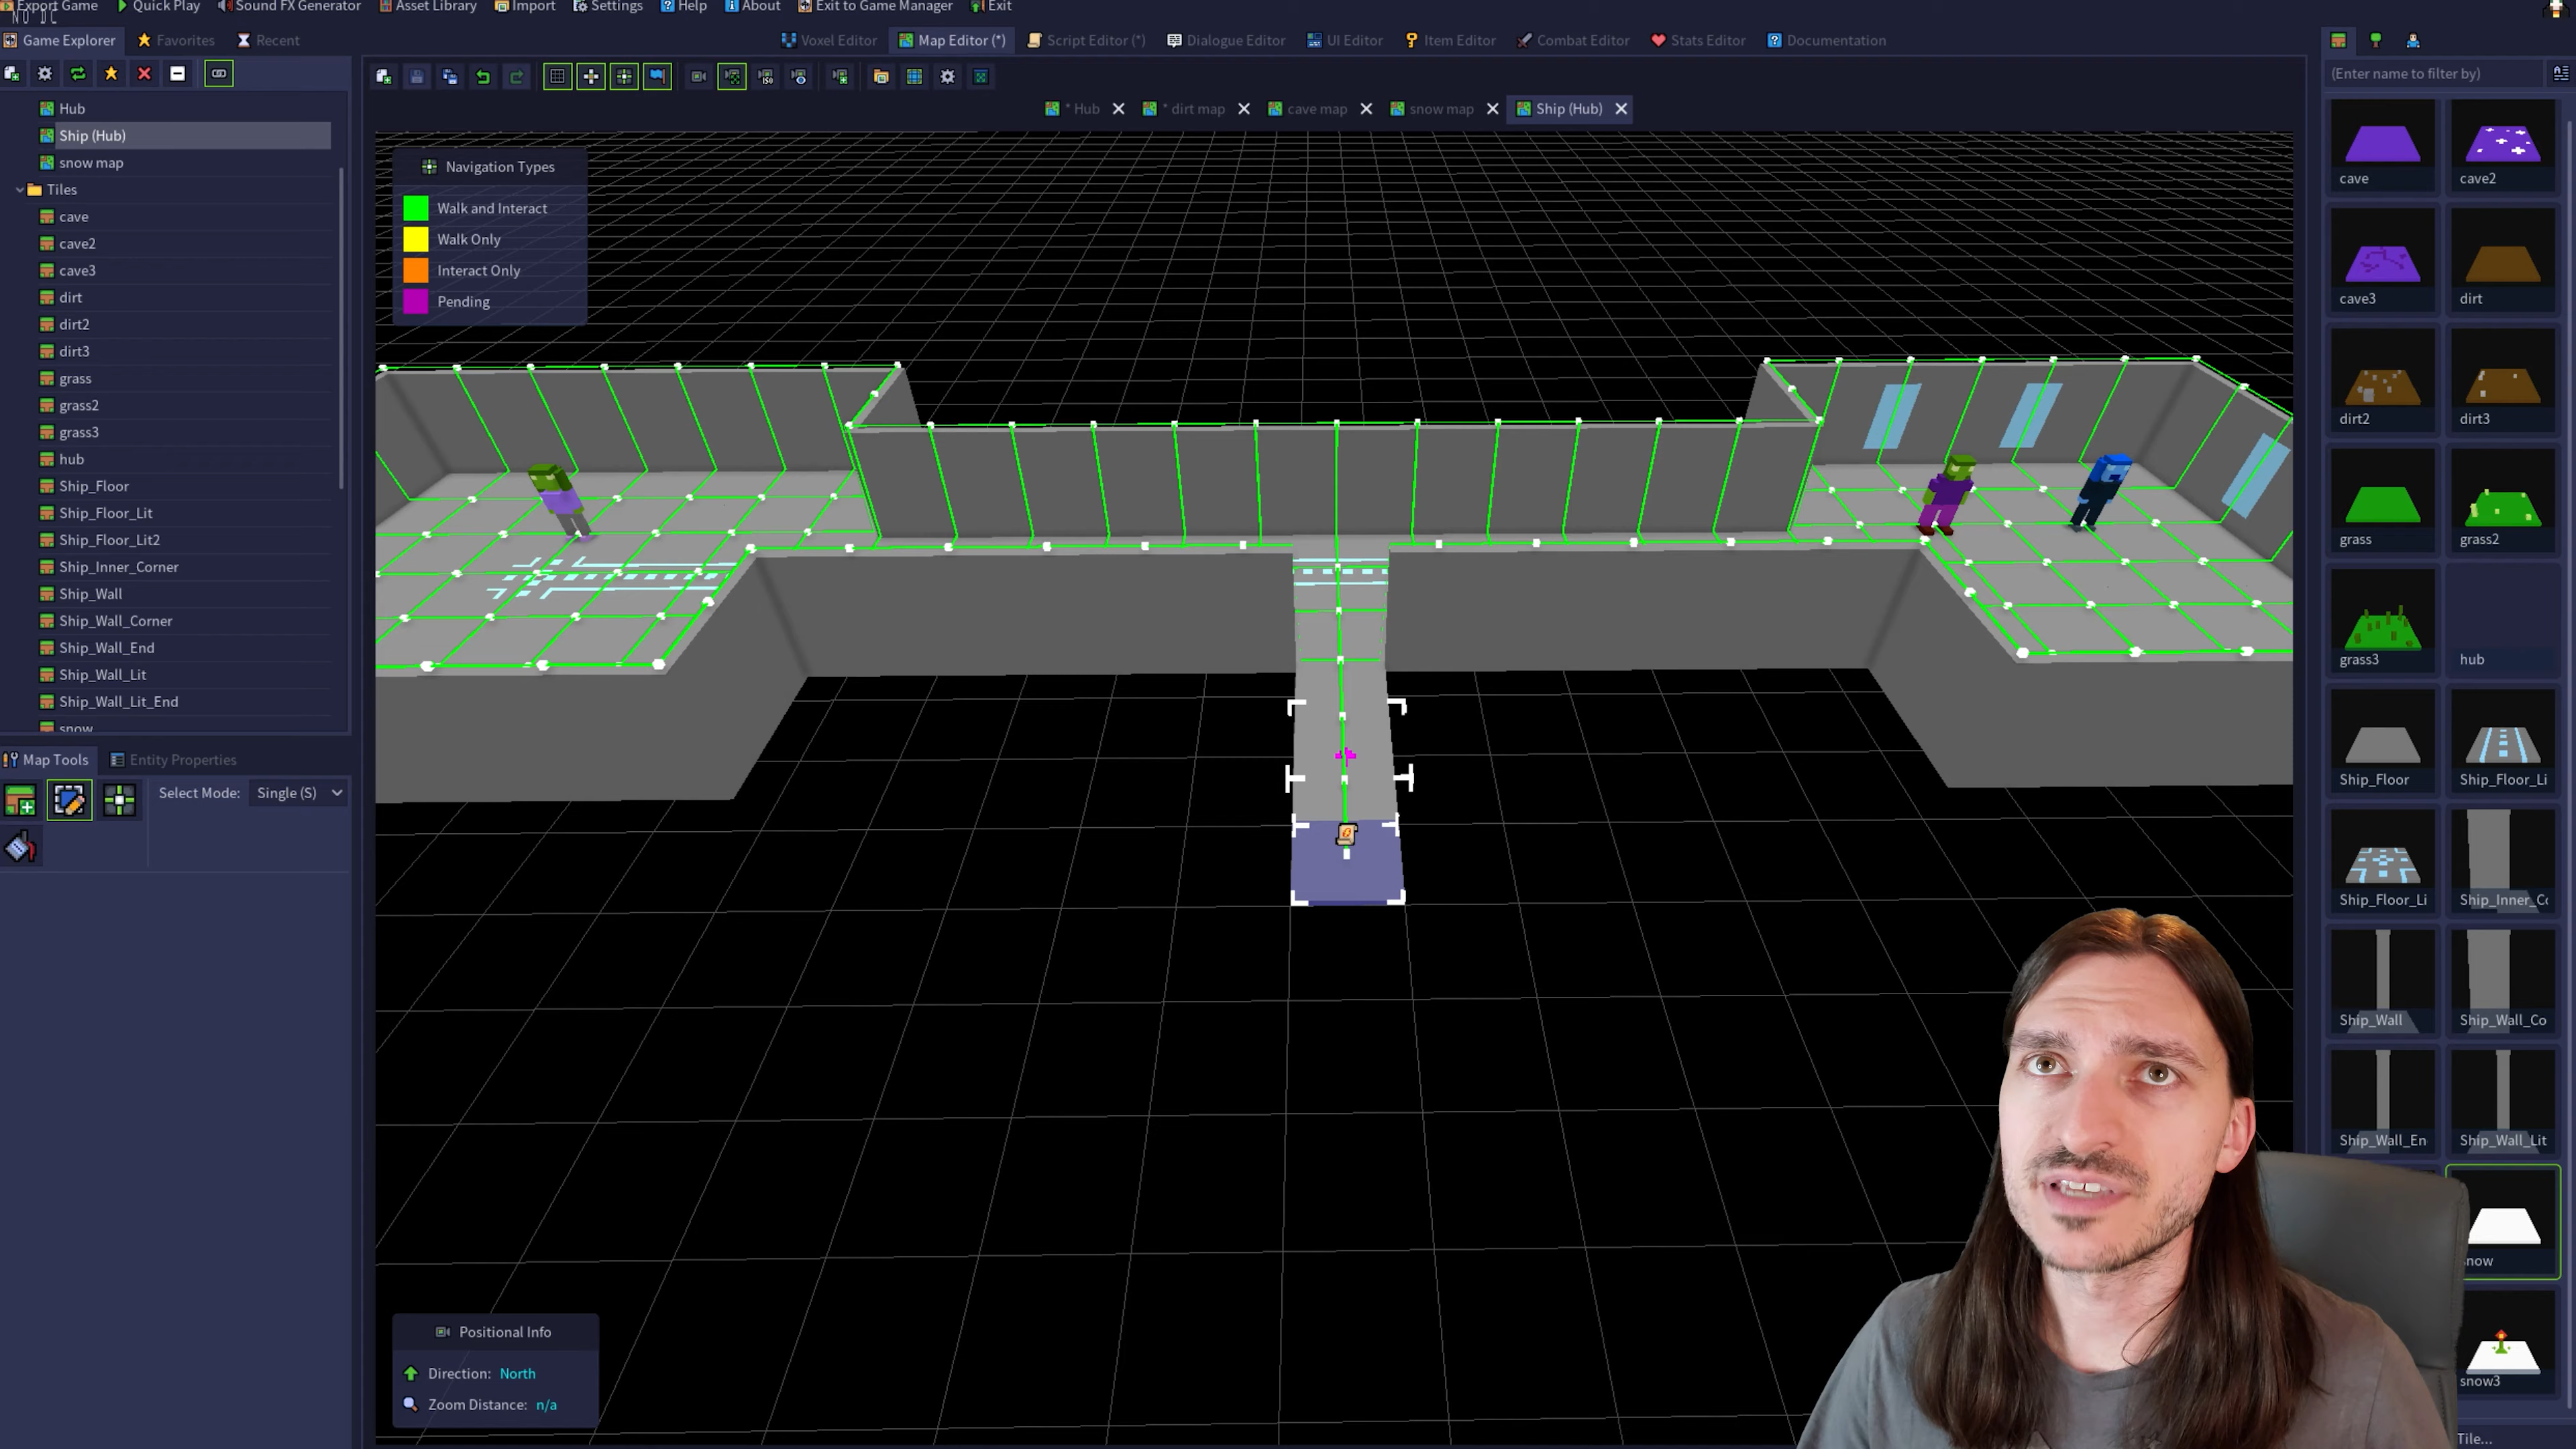 Export Game Quick Play Sound FX Generator Asset Library Import Settings Help About Exit to Game Manager Exit
Game Explorer Favorites Recent
Voxel Editor Map Editor (*) Script Editor (*) Dialogue Editor UI Editor Item Editor Combat Editor Stats Editor Documentation
(Enter name to filter by)
* Hub * dirt map cave map snow map Ship (Hub)
Hub
Ship (Hub)
snow map
Tiles
cave
cave2
cave3
dirt
dirt2
dirt3
grass
grass2
grass3
hub
Ship_Floor
Ship_Floor_Lit
Ship_Floor_Lit2
Ship_Inner_Corner
Ship_Wall
Ship_Wall_Corner
Ship_Wall_End
Ship_Wall_Lit
Ship_Wall_Lit_End
snow
Map Tools Entity Properties
Select Mode: Single (S)
Navigation Types
Walk and Interact
Walk Only
Interact Only
Pending
Positional Info
Direction: North
Zoom Distance: n/a
cave cave2
cave3 dirt
dirt2 dirt3
grass grass2
grass3 hub
Ship_Floor Ship_Floor_Li
Ship_Floor_Li Ship_Inner_Co
Ship_Wall Ship_Wall_Co
Ship_Wall_En Ship_Wall_Lit
snow
snow3
Tile...